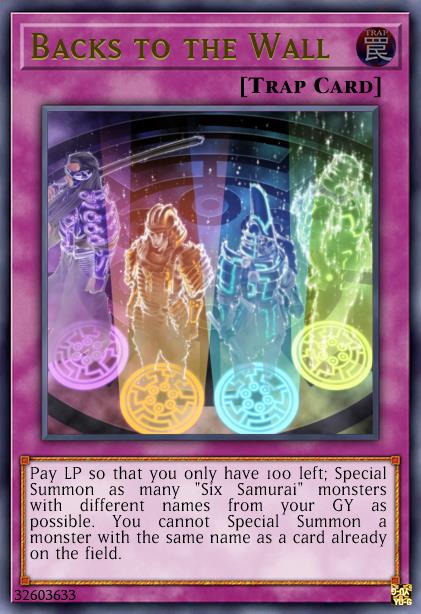 Backs to the Wall
TRAP
罠
[Trap Card]
Pay LP so that you only have 100 left; Special
Summon as many "Six Samurai" monsters
with different names from your GY as
possible. You cannot Special Summon a
monster with the same name as a card already
on the field.
32603633